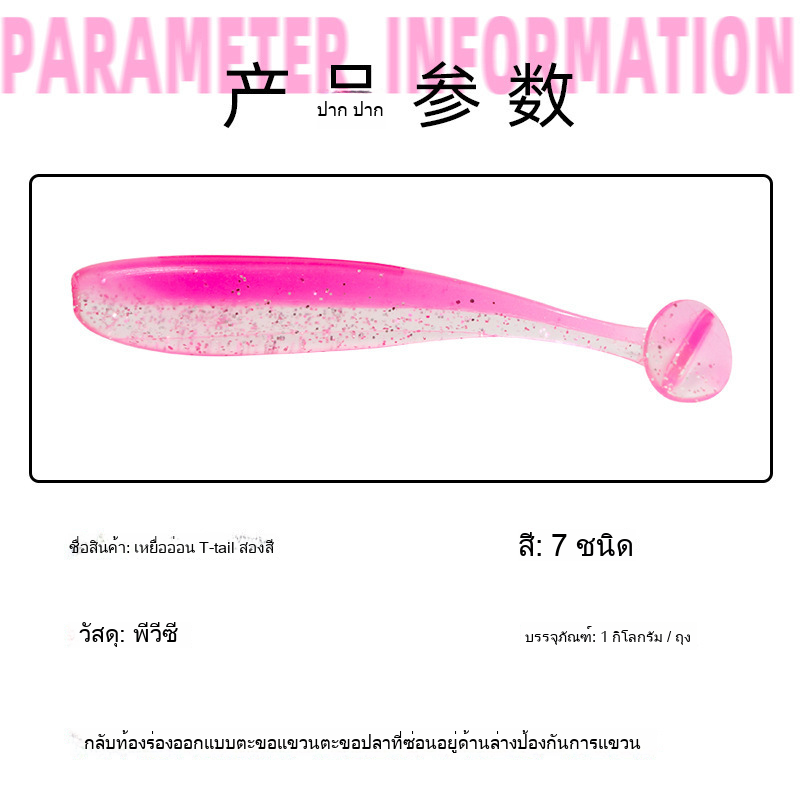 PARAMETER INFORMATION
产品参数
ปาก ปาก
ชื่อสินค้า: เหยื่ออ่อน T-tail สองสี
สี: 7 ชนิด
วัสดุ: พีวีซี
บรรจุภัณฑ์: 1 กิโลกรัม / ถุง
กลับท้องร่องออกแบบตะขอแขวนตะขอปลาที่ซ่อนอยู่ด้านล่างป้องกันการแขวน